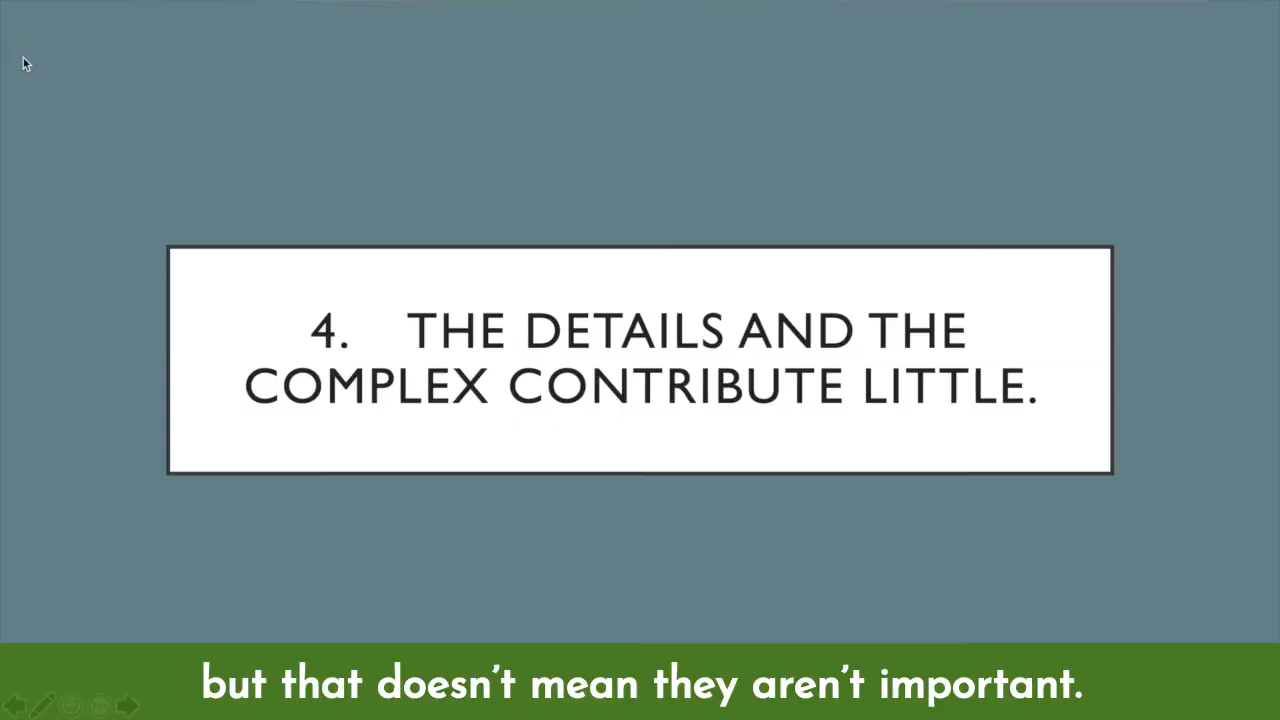 4. THE DETAILS AND THE
COMPLEX CONTRIBUTE LITTLE.
but that doesn't mean they aren't important.